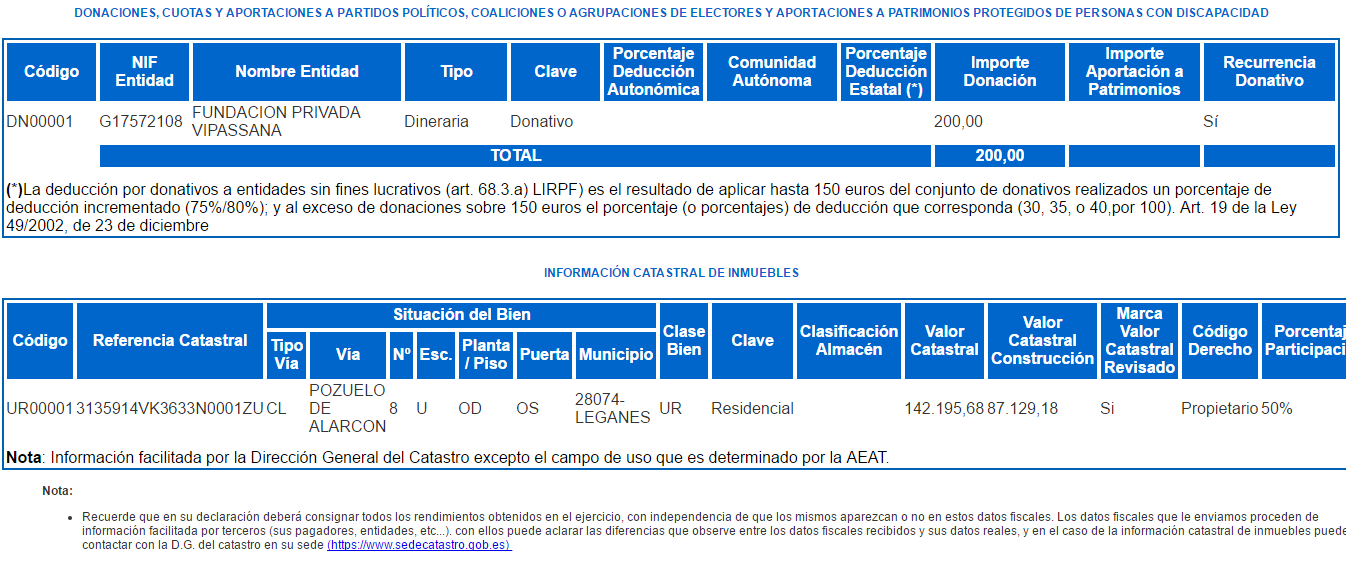 DONACIONES, CUOTAS Y APORTACIONES A PARTIDOS POLÍTICOS, COALICIONES O AGRUPACIONES DE ELECTORES Y APORTACIONES A PATRIMONIOS PROTEGIDOS DE PERSONAS CON DISCAPACIDAD
Código NIF Entidad Nombre Entidad Tipo Clave Porcentaje Deducción Autonómica Comunidad Autónoma Porcentaje Deducción Estatal (*) Importe Donación Importe Aportación a Patrimonios Recurrencia Donativo
DN00001 G17572108 FUNDACION PRIVADA VIPASSANA Dineraria Donativo 200,00 Sí
TOTAL 200,00
(*)La deducción por donativos a entidades sin fines lucrativos (art. 68.3.a) LIRPF) es el resultado de aplicar hasta 150 euros del conjunto de donativos realizados un porcentaje de
deducción incrementado (75%/80%); y al exceso de donaciones sobre 150 euros el porcentaje (o porcentajes) de deducción que corresponda (30, 35, o 40,por 100). Art. 19 de la Ley
49/2002, de 23 de diciembre
INFORMACIÓN CATASTRAL DE INMUEBLES
Código Referencia Catastral Situación del Bien Tipo Vía Vía Nº Esc. Planta / Piso Puerta Municipio Clase Bien Clave Clasificación Almacén Valor Catastral Valor Catastral Construcción Marca Valor Catastral Revisado Código Derecho Porcentaj Participaci
UR00001 3135914VK3633N0001ZU CL POZUELO DE ALARCON 8 U OD OS 28074-LEGANES UR Residencial 142.195,68 87.129,18 Si Propietario 50%
Nota: Información facilitada por la Dirección General del Catastro excepto el campo de uso que es determinado por la AEAT.
Nota:
• Recuerde que en su declaración deberá consignar todos los rendimientos obtenidos en el ejercicio, con independencia de que los mismos aparezcan o no en estos datos fiscales. Los datos fiscales que le enviamos proceden de
información facilitada por terceros (sus pagadores, entidades, etc...). con ellos puede aclarar las diferencias que observe entre los datos fiscales recibidos y sus datos reales, y en el caso de la información catastral de inmuebles puede
contactar con la D.G. del catastro en su sede (https://www.sedecatastro.gob.es)